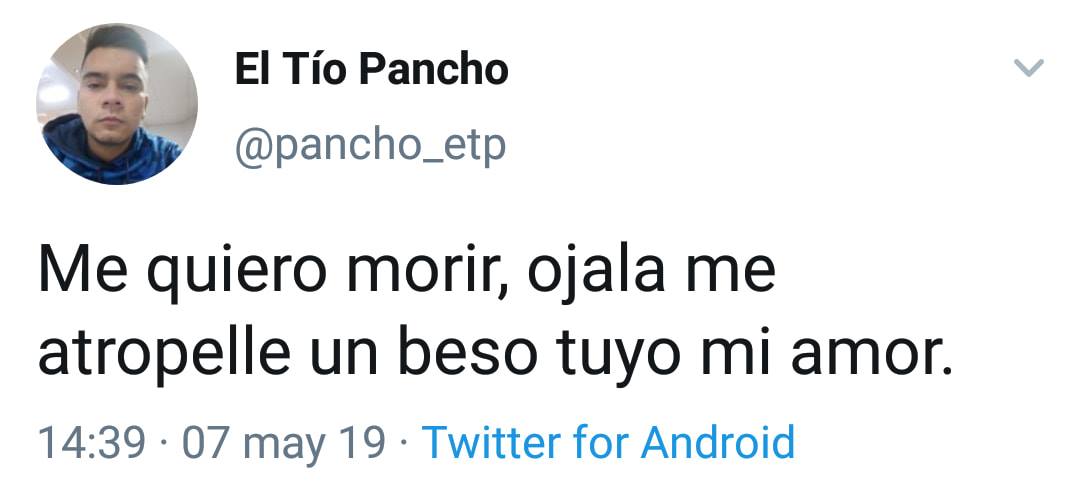 El Tío Pancho
@pancho_etp
Me quiero morir, ojala me
atropelle un beso tuyo mi amor.
14:39 · 07 may 19 · Twitter for Android